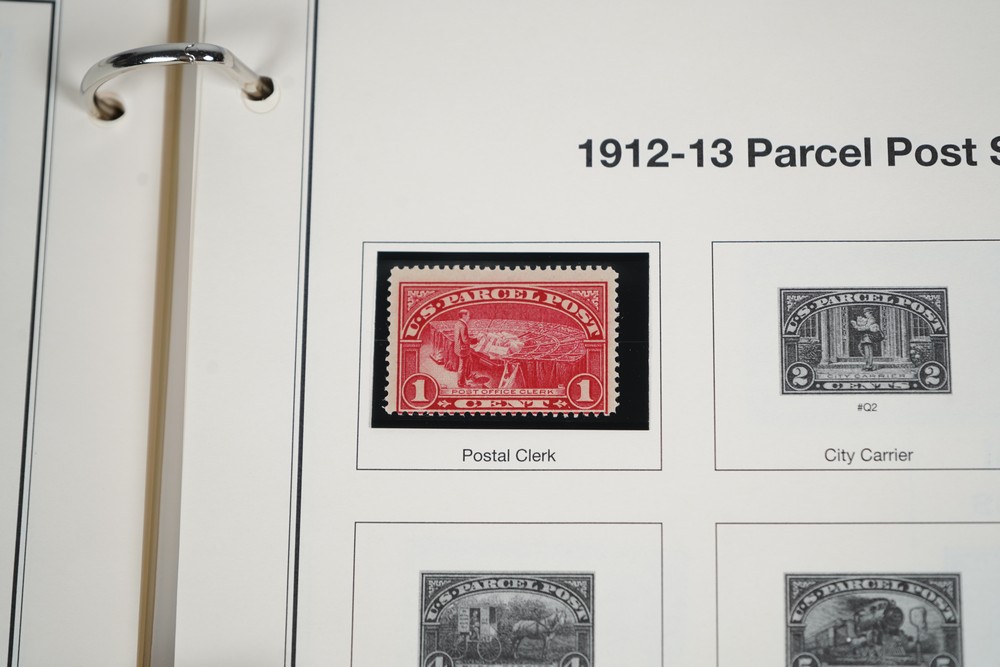 1912-13 Parcel Post
U.S. PARCEL POST
1 1
POST OFFICE CLERK
CENT
Postal Clerk
U.S. PARCEL POST
2 2
CITY CARRIER
CENTS
#Q2
City Carrier
U.S. PARCEL POST
U.S. PARCEL POST